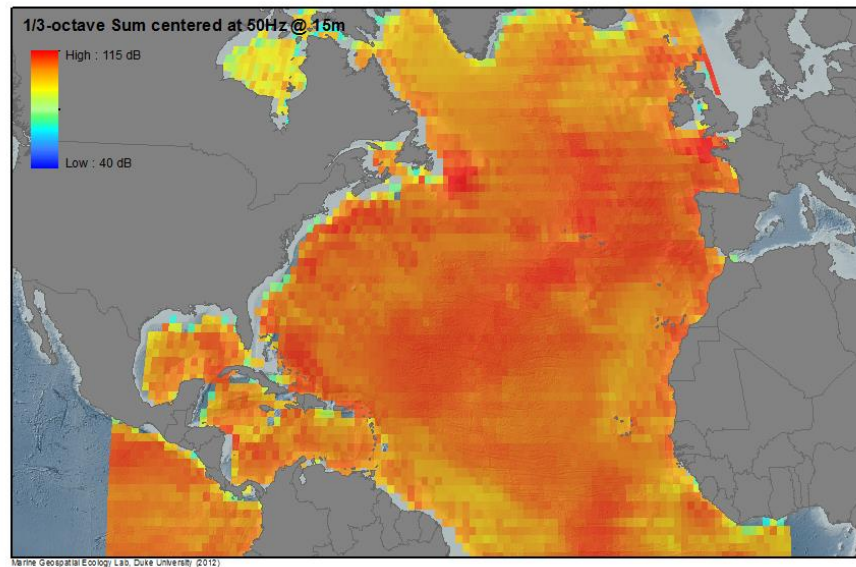 1/3-octave Sum centered at 50Hz @ 15m
High : 115 dB
Low : 40 dB
Marine Geospatial Ecology Lab, Duke University (2012)